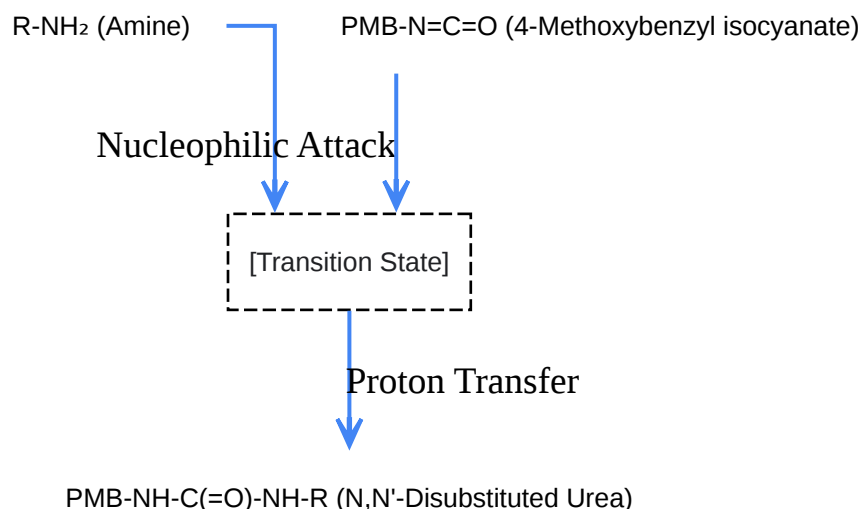 R-NH₂ (Amine)
PMB-N=C=O (4-Methoxybenzyl isocyanate)
Nucleophilic Attack
[Transition State]
Proton Transfer
PMB-NH-C(=O)-NH-R (N,N'-Disubstituted Urea)